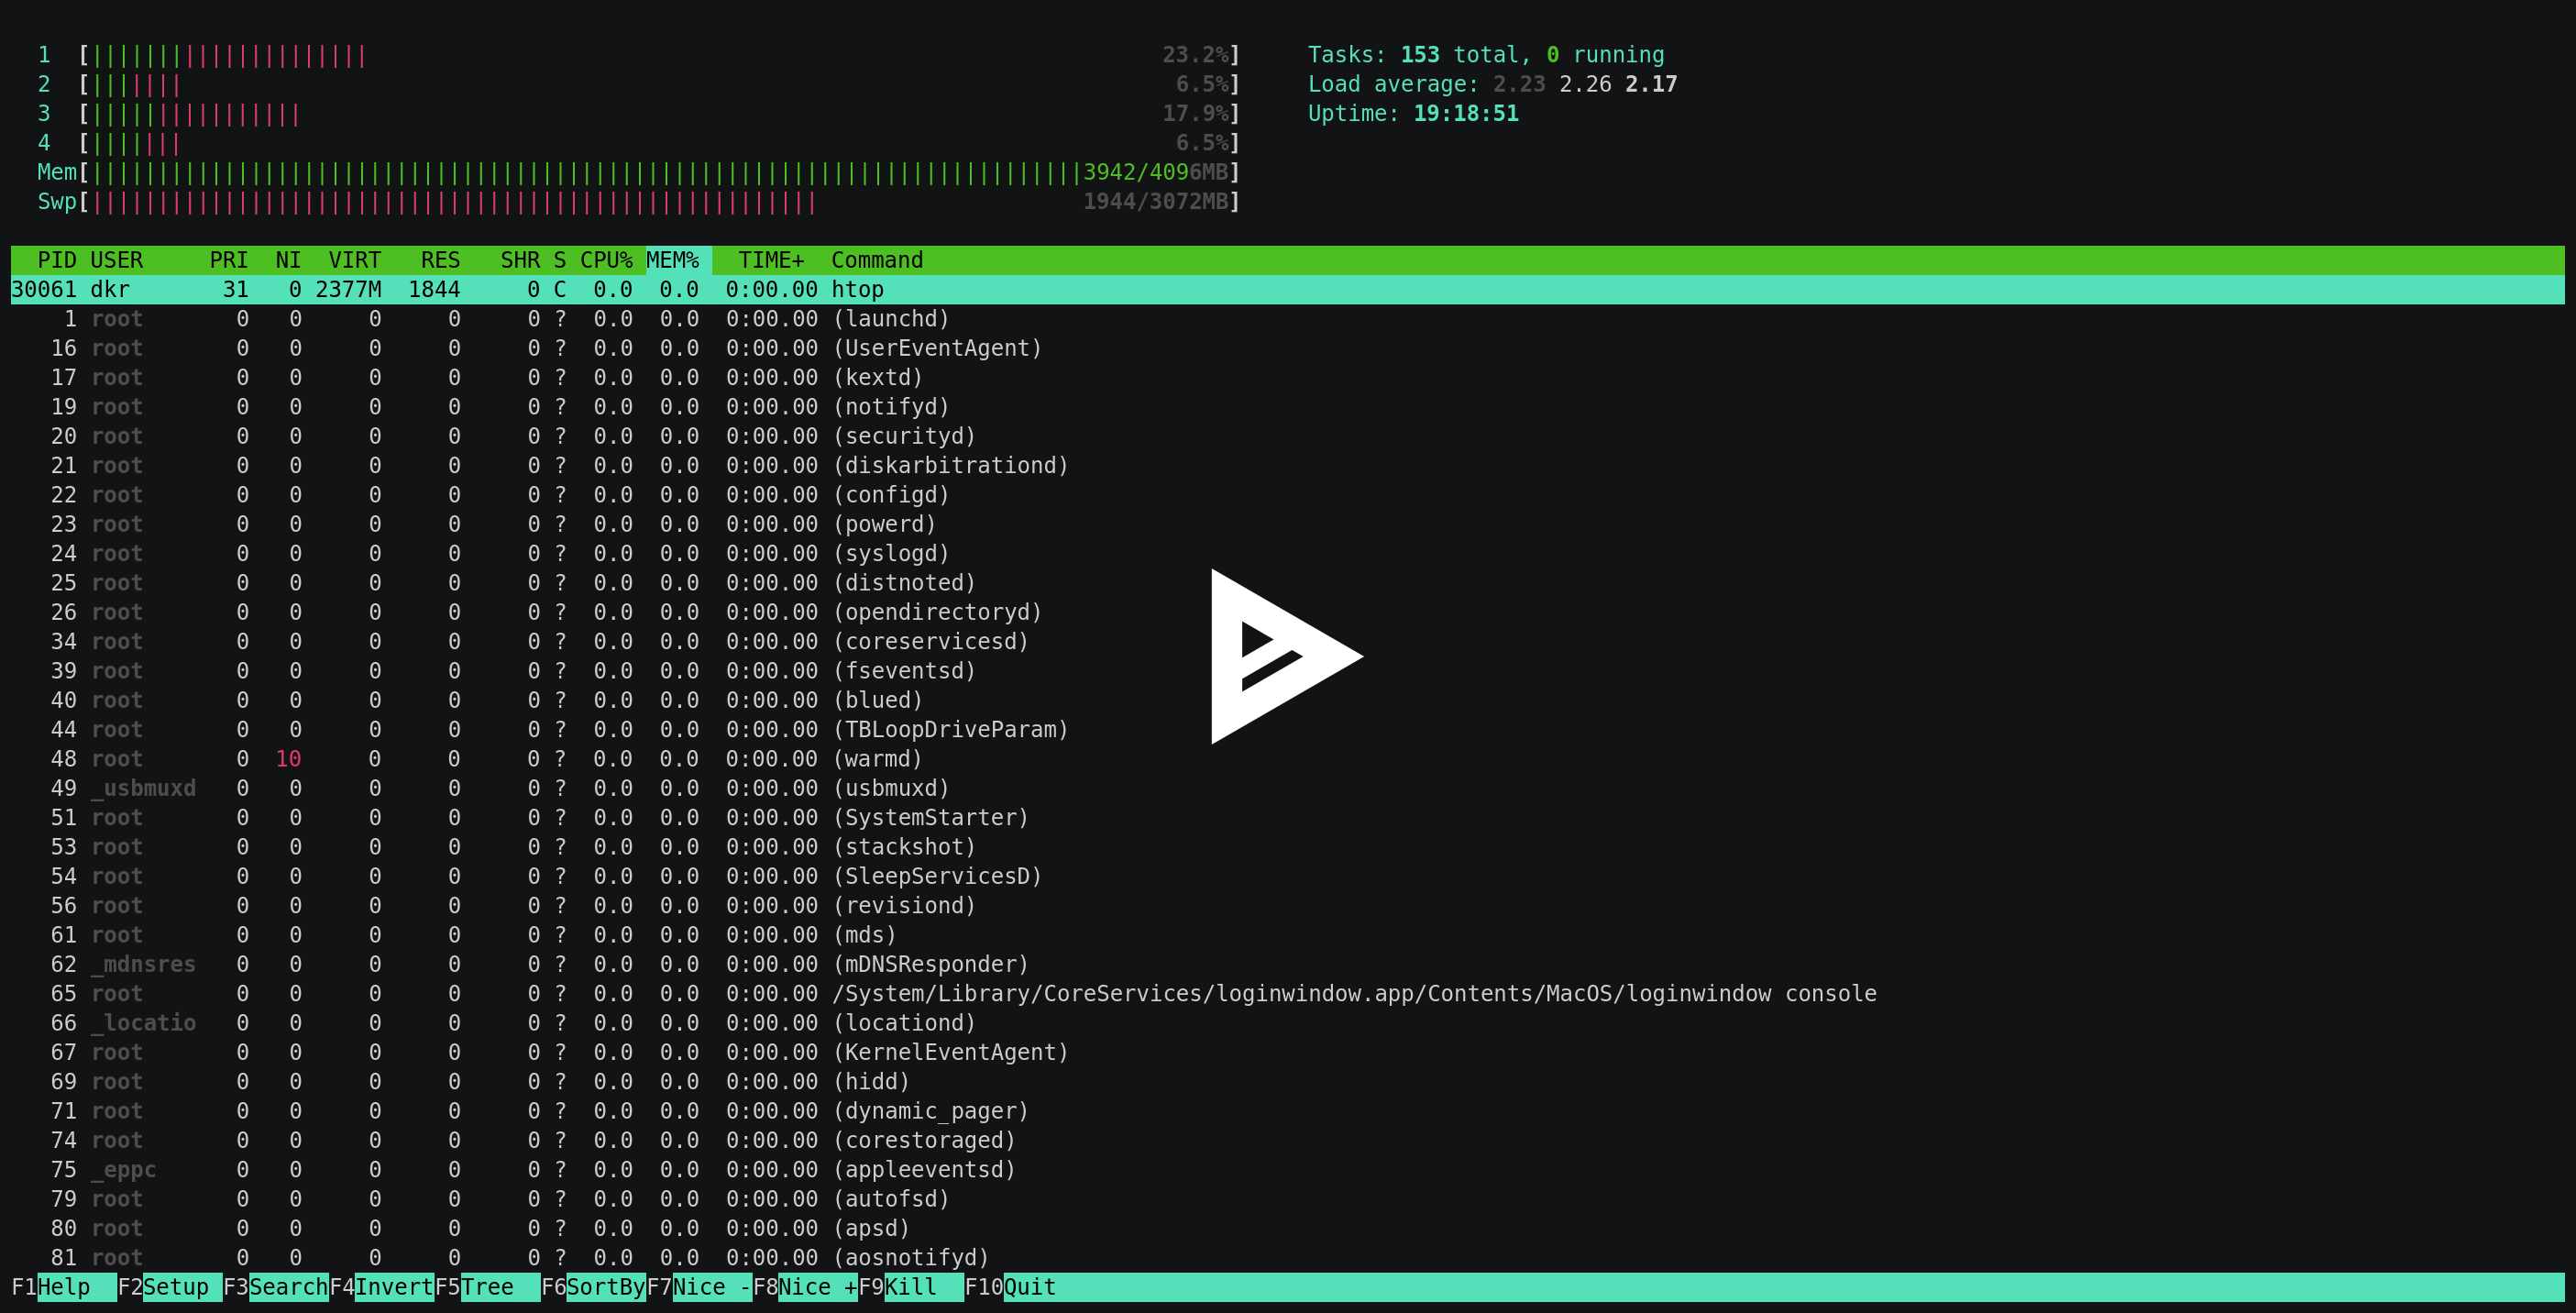 1 [||||||||||||||||||||| 23.2%] Tasks: 153 total, 0 running
2 [||||||| 6.5%] Load average: 2.23 2.26 2.17
3 [|||||||||||||||| 17.9%] Uptime: 19:18:51
4 [||||||| 6.5%]
Mem[|||||||||||||||||||||||||||||||||||||||||||||||||||||||||||||||||||||||||||3942/4096MB]
Swp[||||||||||||||||||||||||||||||||||||||||||||||||||||||| 1944/3072MB]
PID USER PRI NI VIRT RES SHR S CPU% MEM% TIME+ Command
30061 dkr 31 0 2377M 1844 0 C 0.0 0.0 0:00.00 htop
1 root 0 0 0 0 0 ? 0.0 0.0 0:00.00 (launchd)
16 root 0 0 0 0 0 ? 0.0 0.0 0:00.00 (UserEventAgent)
17 root 0 0 0 0 0 ? 0.0 0.0 0:00.00 (kextd)
19 root 0 0 0 0 0 ? 0.0 0.0 0:00.00 (notifyd)
20 root 0 0 0 0 0 ? 0.0 0.0 0:00.00 (securityd)
21 root 0 0 0 0 0 ? 0.0 0.0 0:00.00 (diskarbitrationd)
22 root 0 0 0 0 0 ? 0.0 0.0 0:00.00 (configd)
23 root 0 0 0 0 0 ? 0.0 0.0 0:00.00 (powerd)
24 root 0 0 0 0 0 ? 0.0 0.0 0:00.00 (syslogd)
25 root 0 0 0 0 0 ? 0.0 0.0 0:00.00 (distnoted)
26 root 0 0 0 0 0 ? 0.0 0.0 0:00.00 (opendirectoryd)
34 root 0 0 0 0 0 ? 0.0 0.0 0:00.00 (coreservicesd)
39 root 0 0 0 0 0 ? 0.0 0.0 0:00.00 (fseventsd)
40 root 0 0 0 0 0 ? 0.0 0.0 0:00.00 (blued)
44 root 0 0 0 0 0 ? 0.0 0.0 0:00.00 (TBLoopDriveParam)
48 root 0 10 0 0 0 ? 0.0 0.0 0:00.00 (warmd)
49 _usbmuxd 0 0 0 0 0 ? 0.0 0.0 0:00.00 (usbmuxd)
51 root 0 0 0 0 0 ? 0.0 0.0 0:00.00 (SystemStarter)
53 root 0 0 0 0 0 ? 0.0 0.0 0:00.00 (stackshot)
54 root 0 0 0 0 0 ? 0.0 0.0 0:00.00 (SleepServicesD)
56 root 0 0 0 0 0 ? 0.0 0.0 0:00.00 (revisiond)
61 root 0 0 0 0 0 ? 0.0 0.0 0:00.00 (mds)
62 _mdnsres 0 0 0 0 0 ? 0.0 0.0 0:00.00 (mDNSResponder)
65 root 0 0 0 0 0 ? 0.0 0.0 0:00.00 /System/Library/CoreServices/loginwindow.app/Contents/MacOS/loginwindow console
66 _locatio 0 0 0 0 0 ? 0.0 0.0 0:00.00 (locationd)
67 root 0 0 0 0 0 ? 0.0 0.0 0:00.00 (KernelEventAgent)
69 root 0 0 0 0 0 ? 0.0 0.0 0:00.00 (hidd)
71 root 0 0 0 0 0 ? 0.0 0.0 0:00.00 (dynamic_pager)
74 root 0 0 0 0 0 ? 0.0 0.0 0:00.00 (corestoraged)
75 _eppc 0 0 0 0 0 ? 0.0 0.0 0:00.00 (appleeventsd)
79 root 0 0 0 0 0 ? 0.0 0.0 0:00.00 (autofsd)
80 root 0 0 0 0 0 ? 0.0 0.0 0:00.00 (apsd)
81 root 0 0 0 0 0 ? 0.0 0.0 0:00.00 (aosnotifyd)
F1Help F2Setup F3SearchF4InvertF5Tree F6SortByF7Nice -F8Nice +F9Kill F10Quit